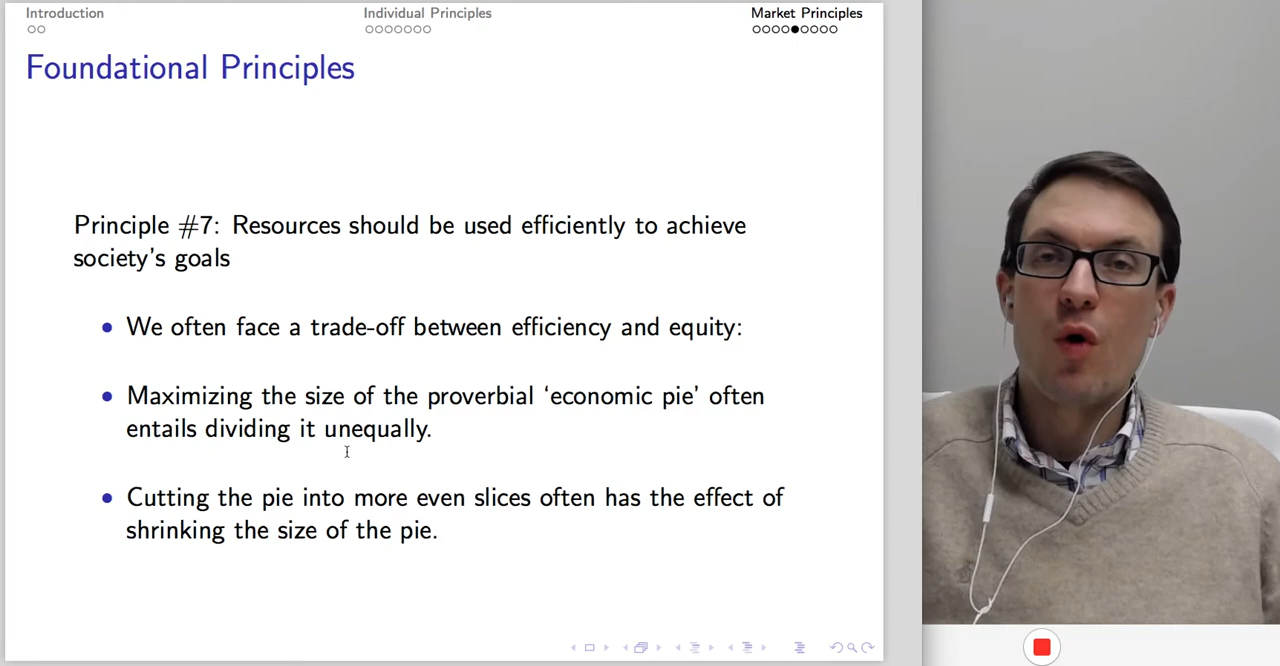 Introduction
Individual Principles
Market Principles
Foundational Principles
Principle #7: Resources should be used efficiently to achieve
society's goals
• We often face a trade-off between efficiency and equity:
• Maximizing the size of the proverbial ‘economic pie’ often
entails dividing it unequally.
• Cutting the pie into more even slices often has the effect of
shrinking the size of the pie.